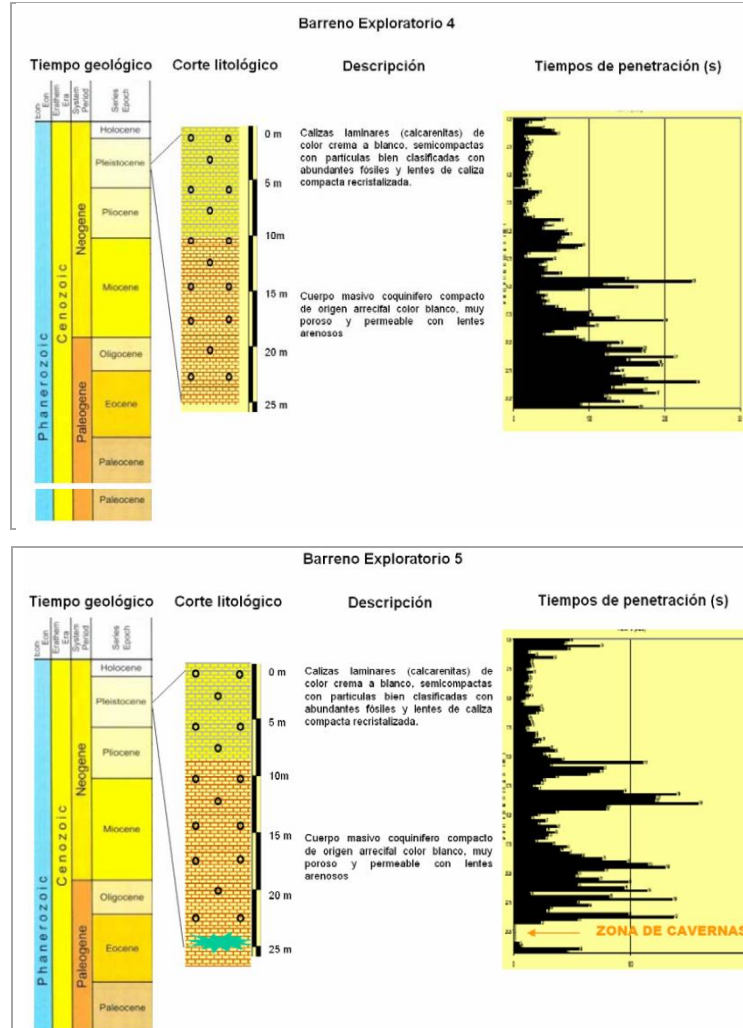 Barreno Exploratorio 4
Tiempo geológico Corte litológico Descripción Tiempos de penetración (s)
Eon
Erathem Era
System Period
Series Epoch
Phanerozoic
Cenozoic
Neogene
Paleogene
Holocene
Pleistocene
Pliocene
Miocene
Oligocene
Eocene
Paleocene
Paleocene
0 m
5 m
10m
15 m
20 m
25 m
Calizas laminares (calcarenitas) de
color crema a blanco, semicompactas
con partículas bien clasificadas con
abundantes fósiles y lentes de caliza
compacta recristalizada.
Cuerpo masivo coquinífero compacto
de origen arrecifal color blanco, muy
poroso y permeable con lentes
arenosos
Barreno Exploratorio 5
Tiempo geológico Corte litológico Descripción Tiempos de penetración (s)
Eon
Erathem Era
System Period
Series Epoch
Phanerozoic
Cenozoic
Neogene
Paleogene
Holocene
Pleistocene
Pliocene
Miocene
Oligocene
Eocene
Paleocene
0 m
5 m
10m
15 m
20 m
25 m
Calizas laminares (calcarenitas) de
color crema a blanco, semicompactas
con partículas bien clasificadas con
abundantes fósiles y lentes de caliza
compacta recristalizada.
Cuerpo masivo coquinífero compacto
de origen arrecifal color blanco, muy
poroso y permeable con lentes
arenosos
ZONA DE CAVERNAS